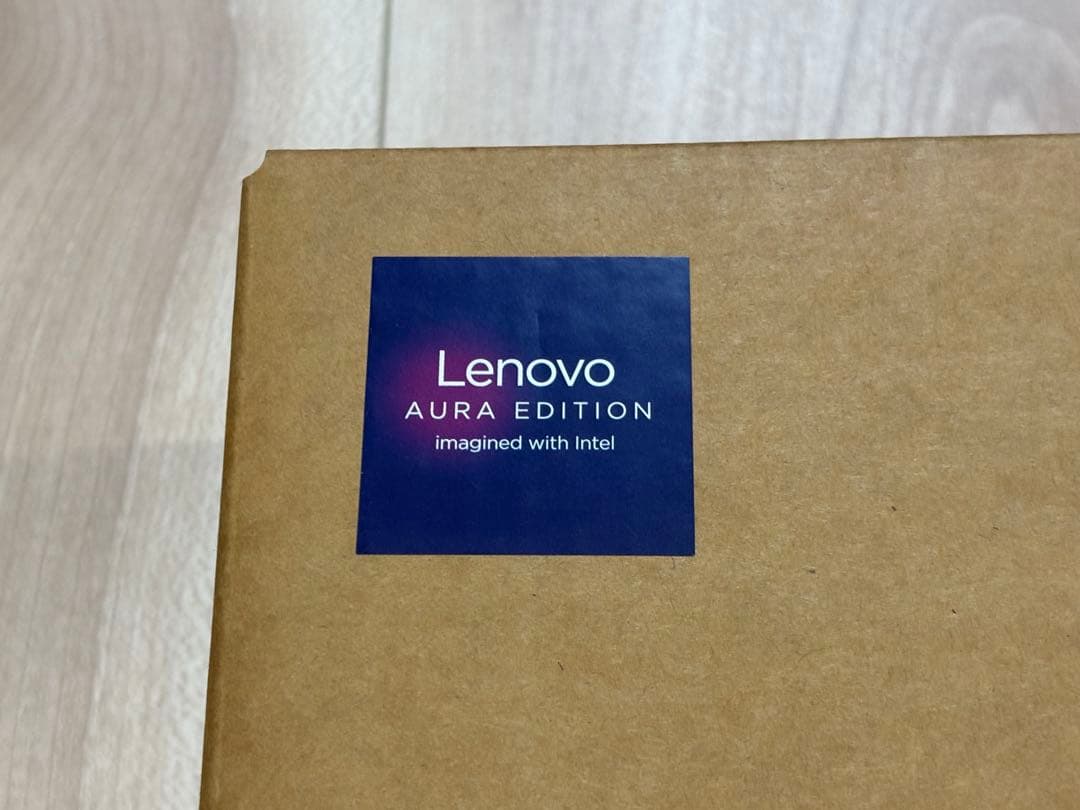 Lenovo
AURA EDITION
imagined with Intel